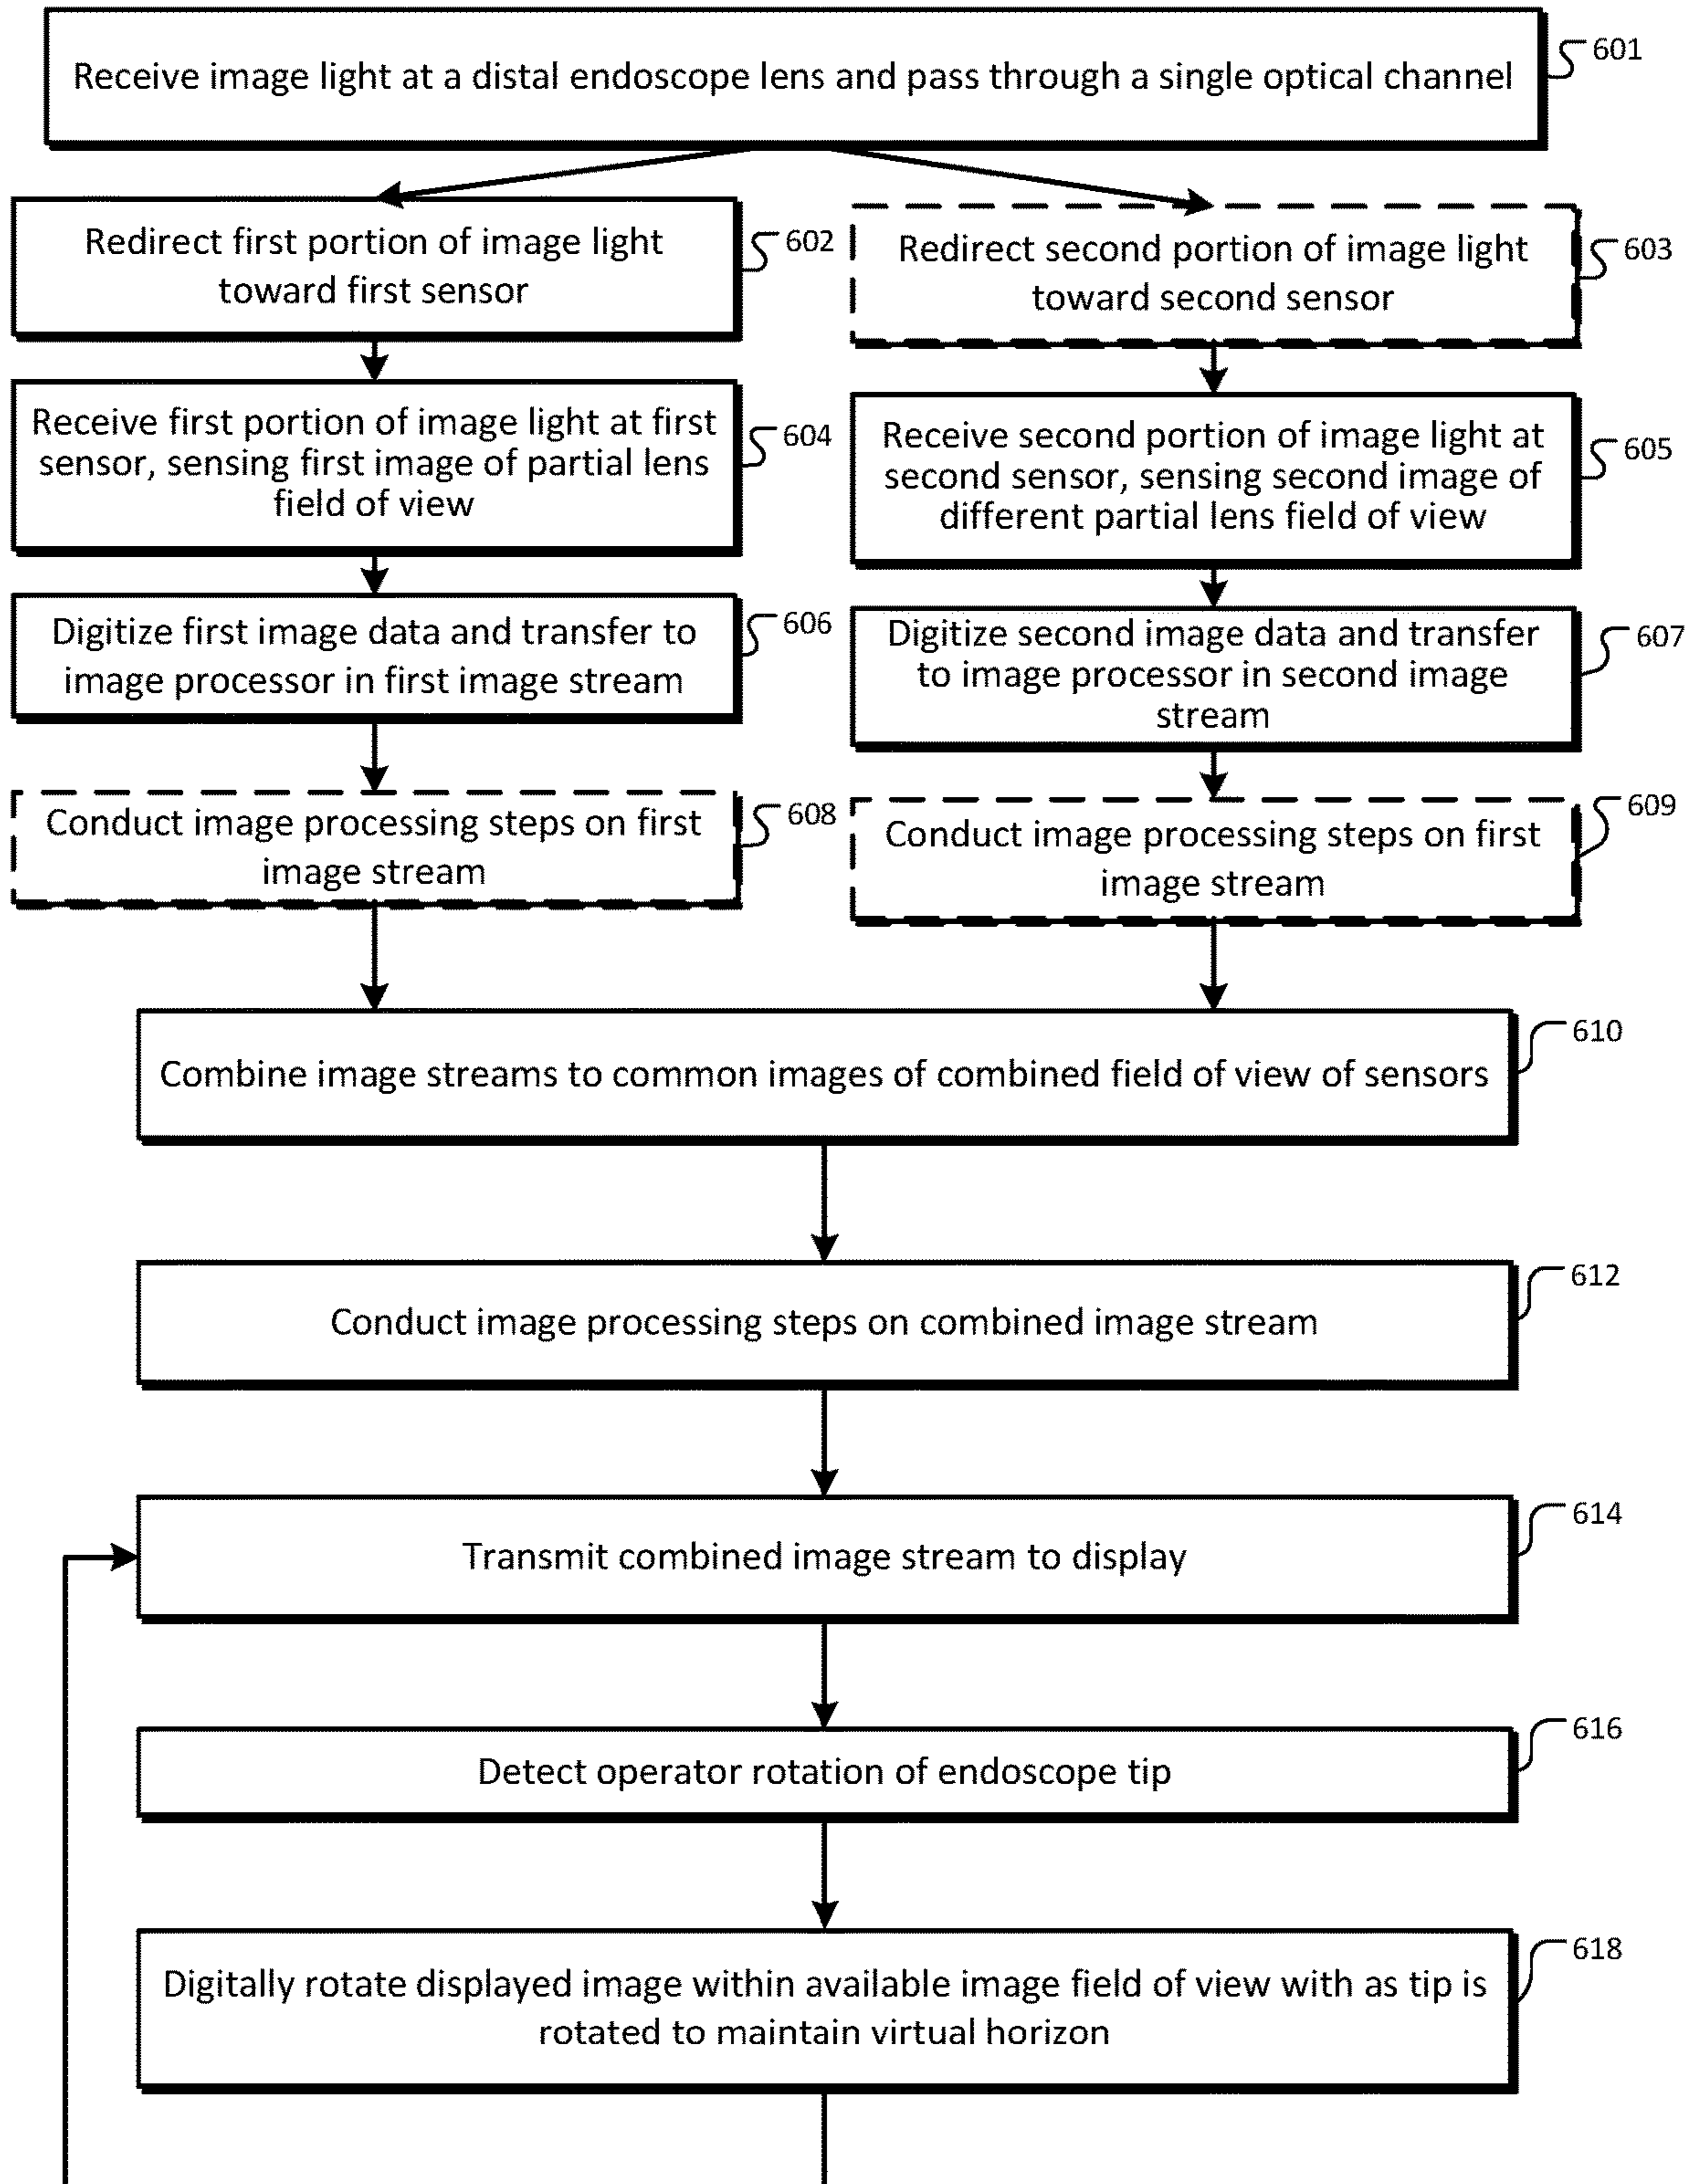 Receive image light at a distal endoscope lens and pass through a single optical channel
601
Redirect first portion of image light
toward first sensor
602
Redirect second portion of image light
toward second sensor
603
Receive first portion of image light at first
sensor, sensing first image of partial lens
field of view
604
Receive second portion of image light at
second sensor, sensing second image of
different partial lens field of view
605
Digitize first image data and transfer to
image processor in first image stream
606
Digitize second image data and transfer
to image processor in second image
stream
607
Conduct image processing steps on first
image stream
608
Conduct image processing steps on first
image stream
609
Combine image streams to common images of combined field of view of sensors
610
Conduct image processing steps on combined image stream
612
Transmit combined image stream to display
614
Detect operator rotation of endoscope tip
616
Digitally rotate displayed image within available image field of view with as tip is
rotated to maintain virtual horizon
618